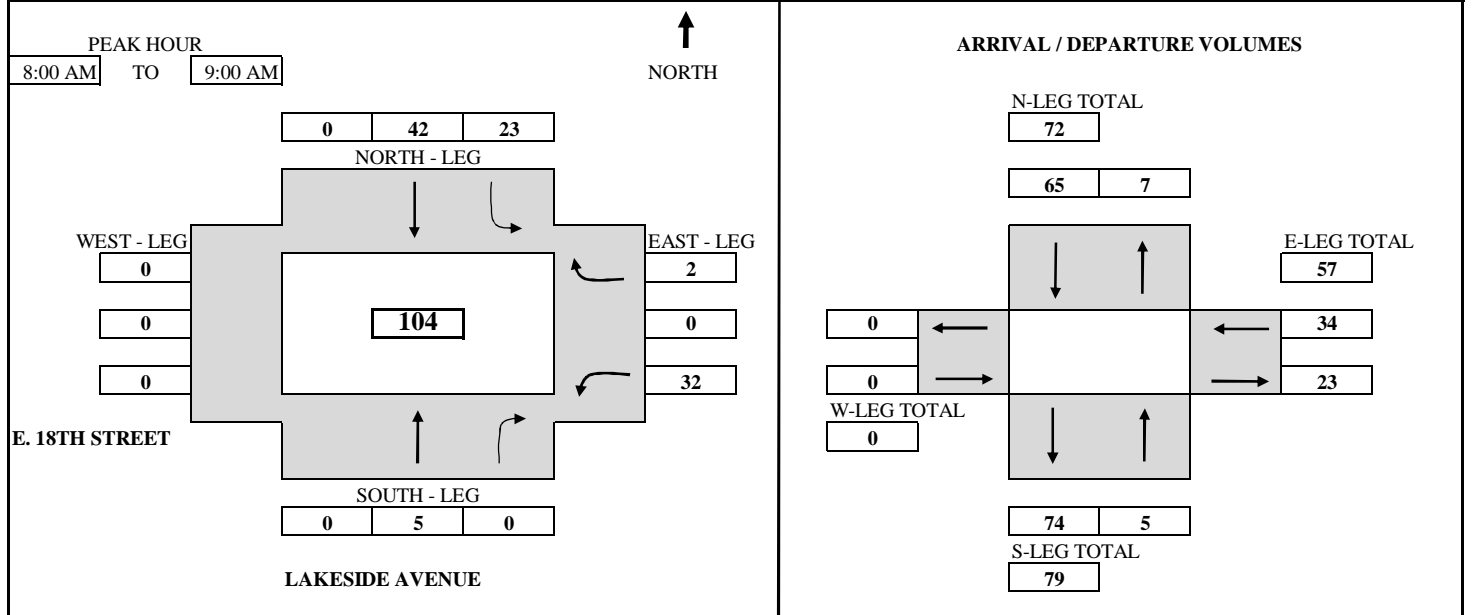 PEAK HOUR
8:00 AM TO 9:00 AM
NORTH
0 42 23
NORTH - LEG
WEST - LEG
0
0
0
EAST - LEG
2
0
32
104
E. 18TH STREET
SOUTH - LEG
0 5 0
LAKESIDE AVENUE
ARRIVAL / DEPARTURE VOLUMES
N-LEG TOTAL
72
65 7
E-LEG TOTAL
57
0 34
0 23
W-LEG TOTAL
0
74 5
S-LEG TOTAL
79